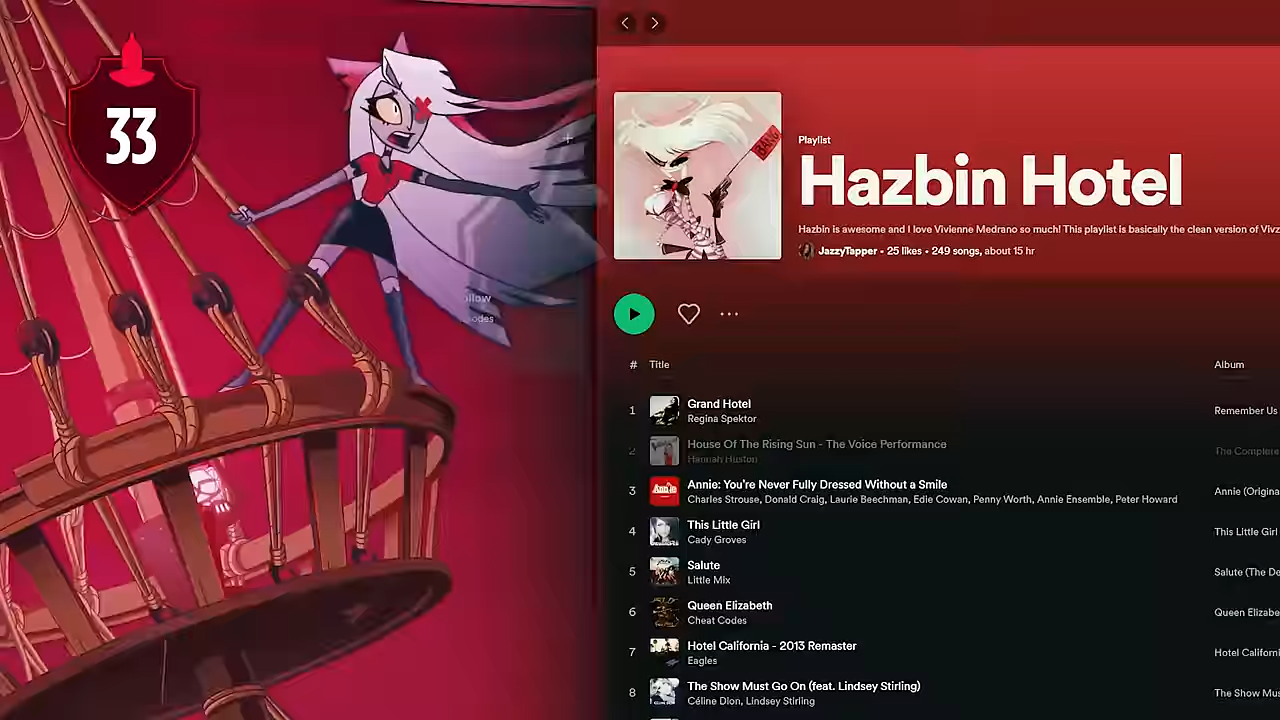 33
Playlist
Hazbin Hotel
Hazbin is awesome and I love Vivienne Medrano so much! This playlist is basically the clean version of Vivz
JazzyTapper • 25 likes • 249 songs, about 15 hr
# Title Album
1 Grand Hotel
Regina Spektor
Remember Us
2 House Of The Rising Sun - The Voice Performance
Hannah Huston
The Complete
3 Annie: You're Never Fully Dressed Without a Smile
Charles Strouse, Donald Craig, Laurie Beechman, Edie Cowan, Penny Worth, Annie Ensemble, Peter Howard
Annie (Origina
4 This Little Girl
Cady Groves
This Little Girl
5 Salute
Little Mix
Salute (The De
6 Queen Elizabeth
Cheat Codes
Queen Elizabe
7 Hotel California - 2013 Remaster
Eagles
Hotel Californi
8 The Show Must Go On (feat. Lindsey Stirling)
Céline Dion, Lindsey Stirling
The Show Mus
BANG
Annie
ollow
odes